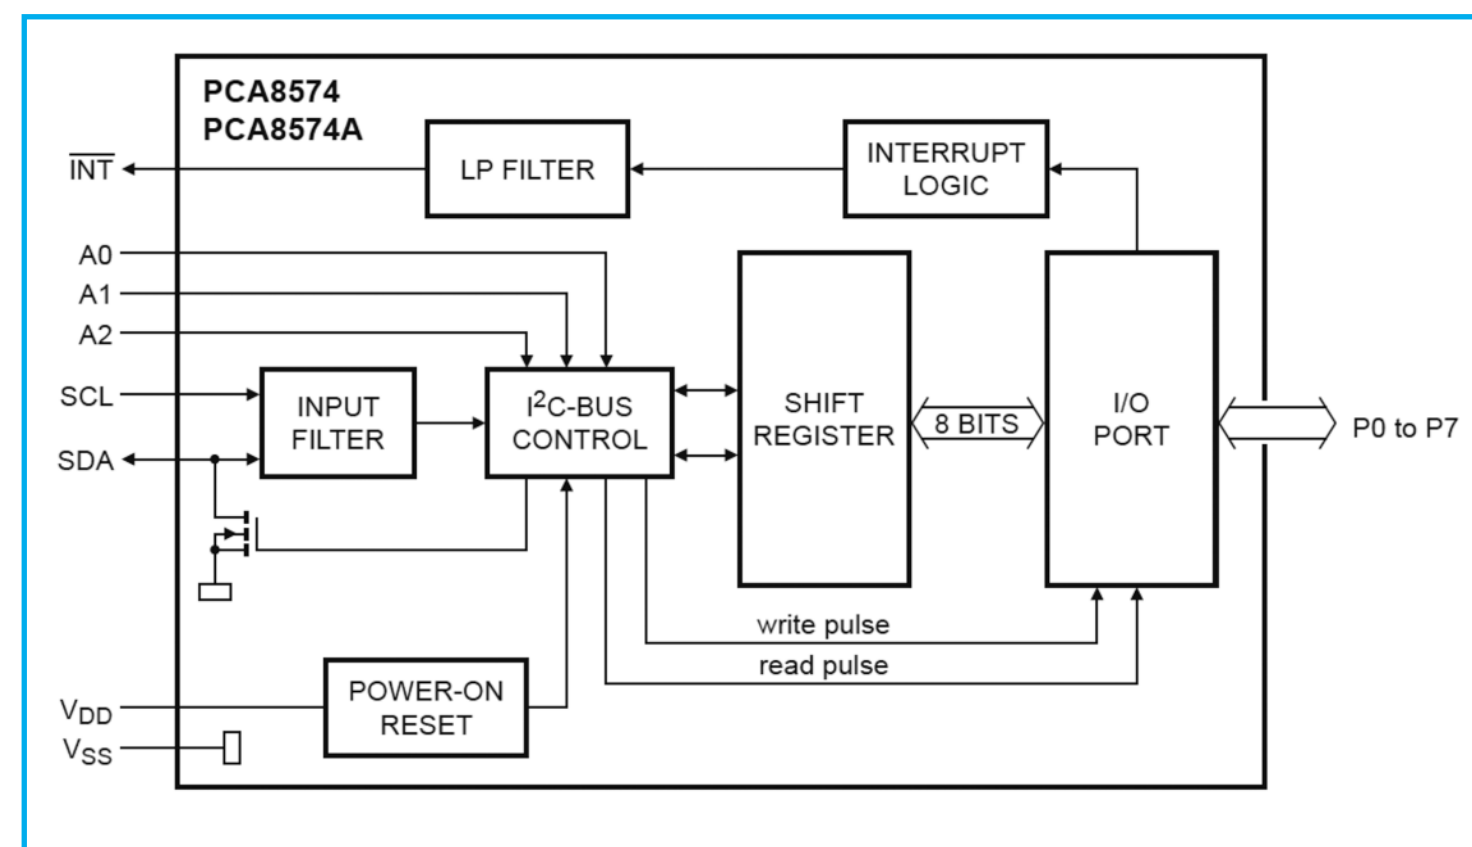 PCA8574
PCA8574A
INT
LP FILTER
INTERRUPT
LOGIC
A0
A1
A2
SCL
SDA
INPUT
FILTER
I²C-BUS
CONTROL
SHIFT
REGISTER
8 BITS
I/O
PORT
P0 to P7
write pulse
read pulse
POWER-ON
RESET
VDD
VSS